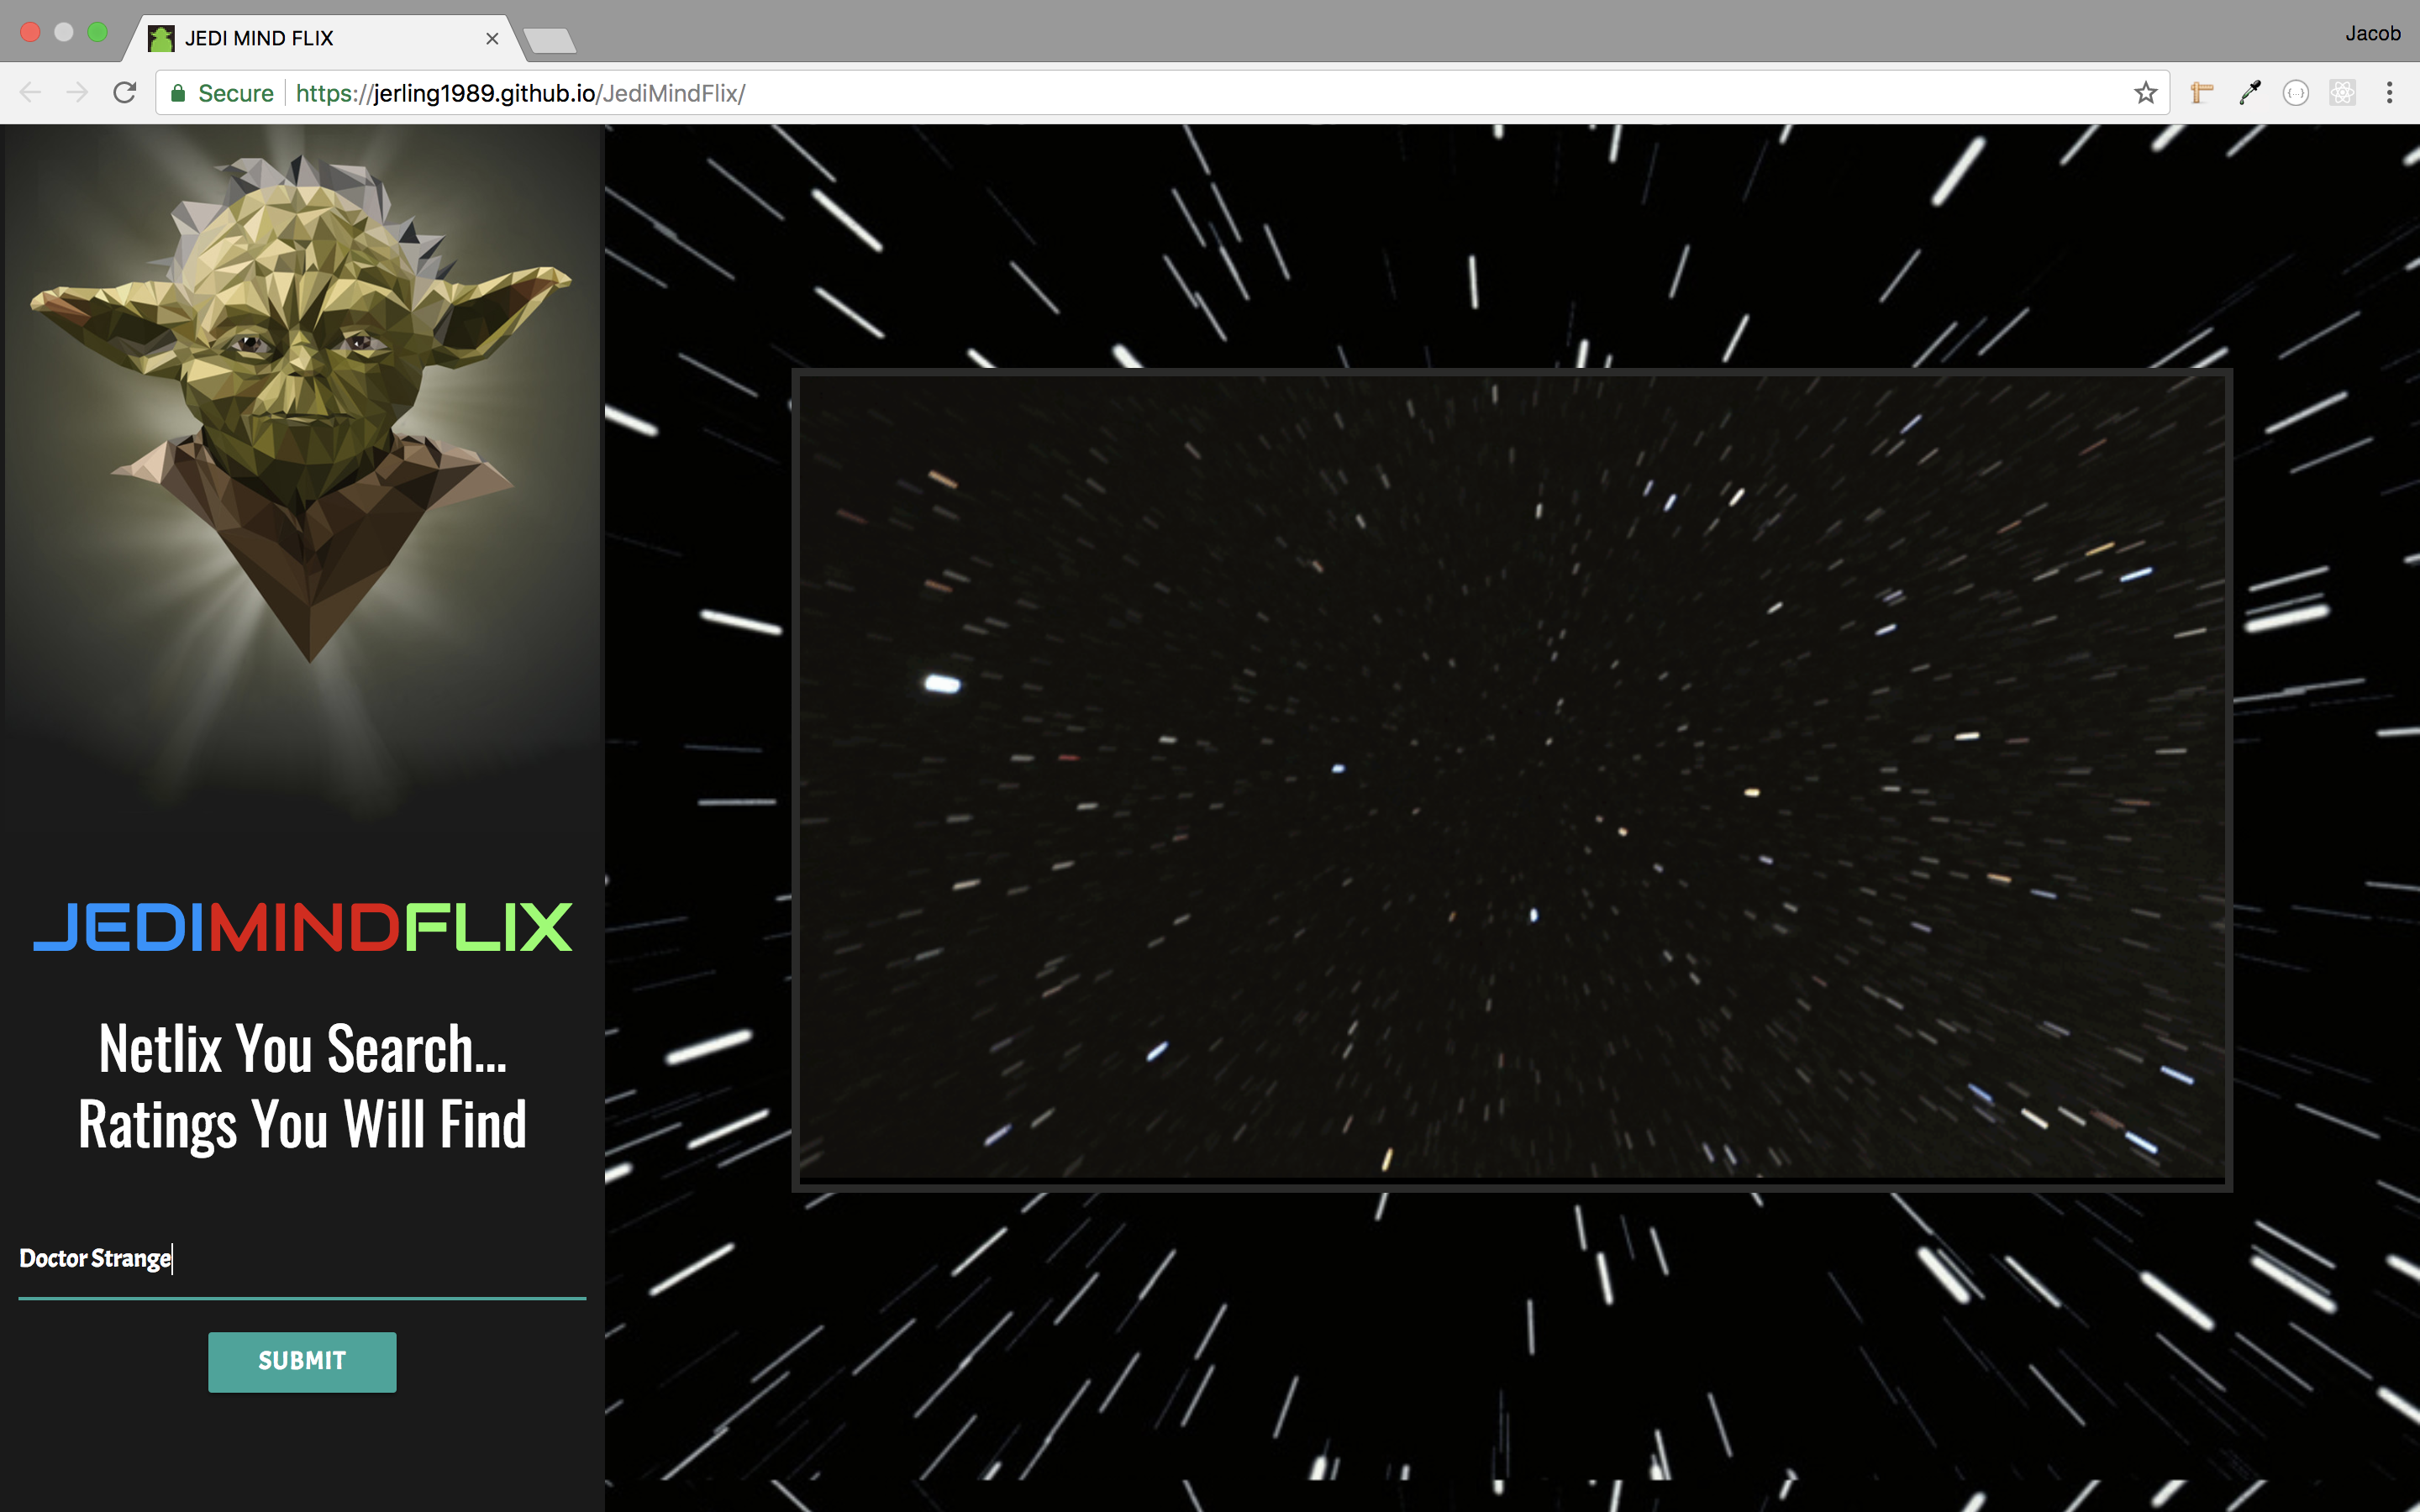 JEDI MIND FLIX
Jacob
Secure
https://jerling1989.github.io/JediMindFlix/
JEDIMINDFLIX
Netlix You Search...
Ratings You Will Find
Doctor Strange
SUBMIT